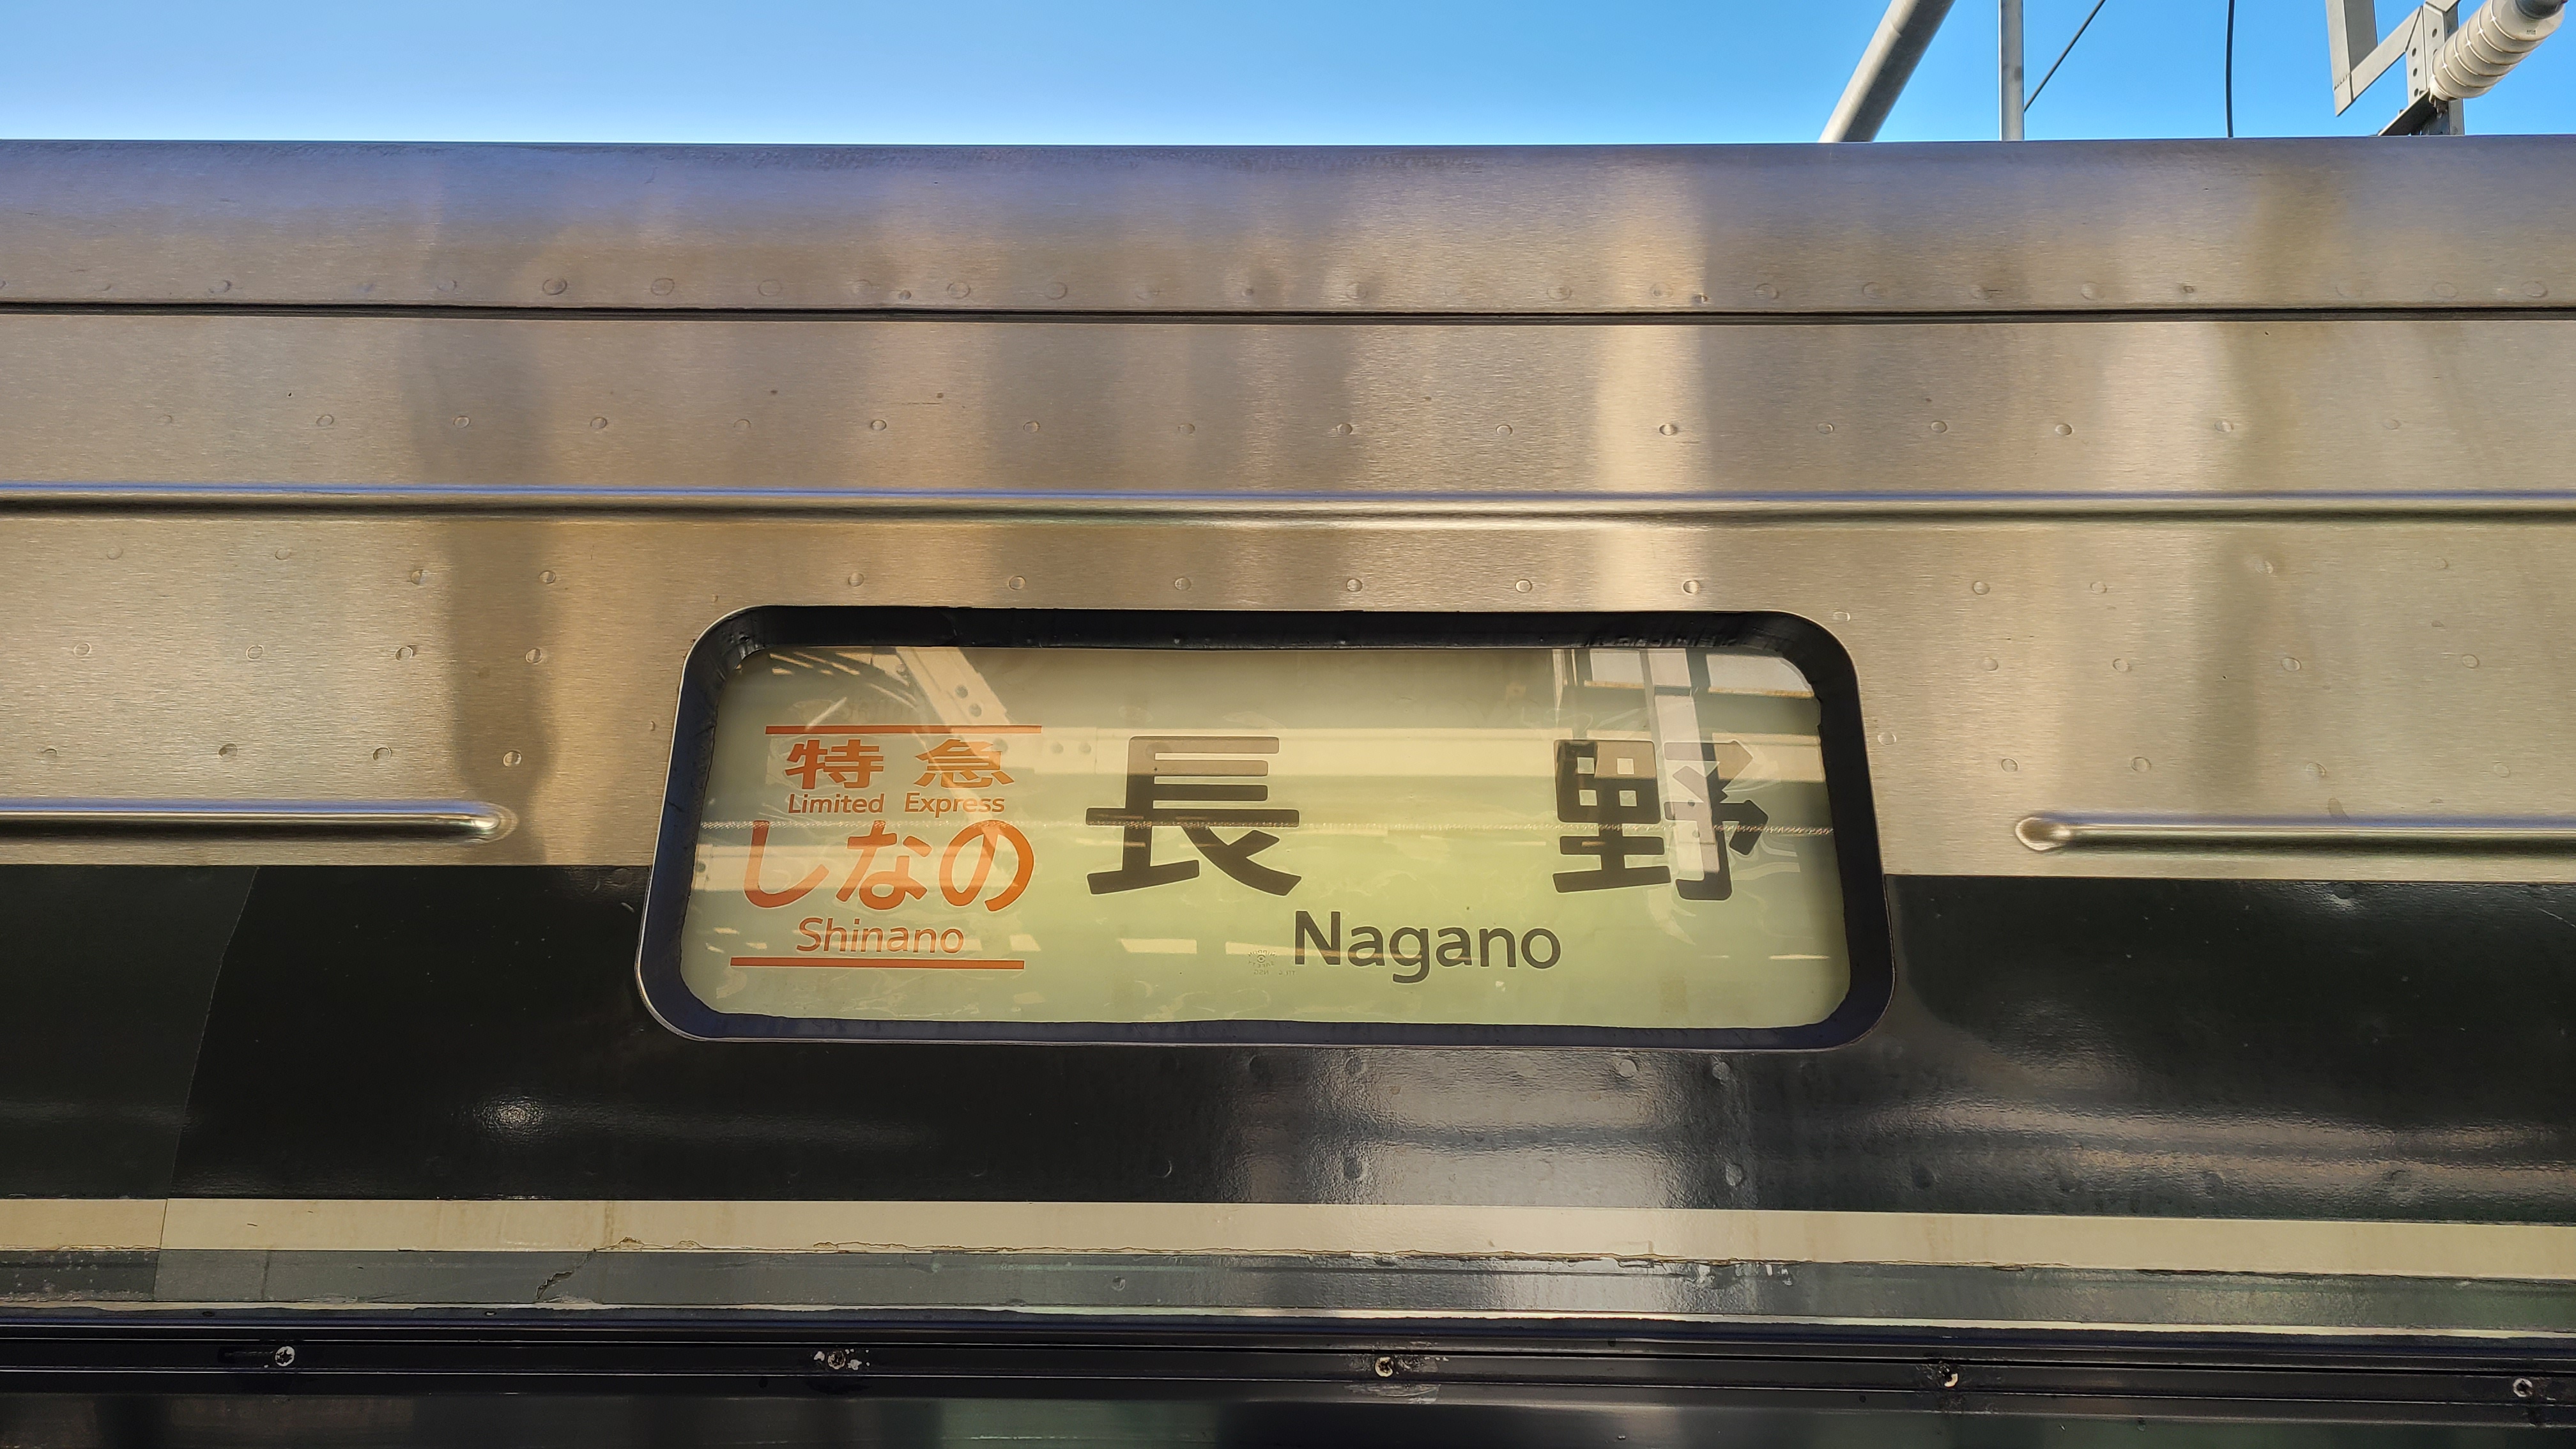 特急
Limited Express
しなの
Shinano
長野
Nagano